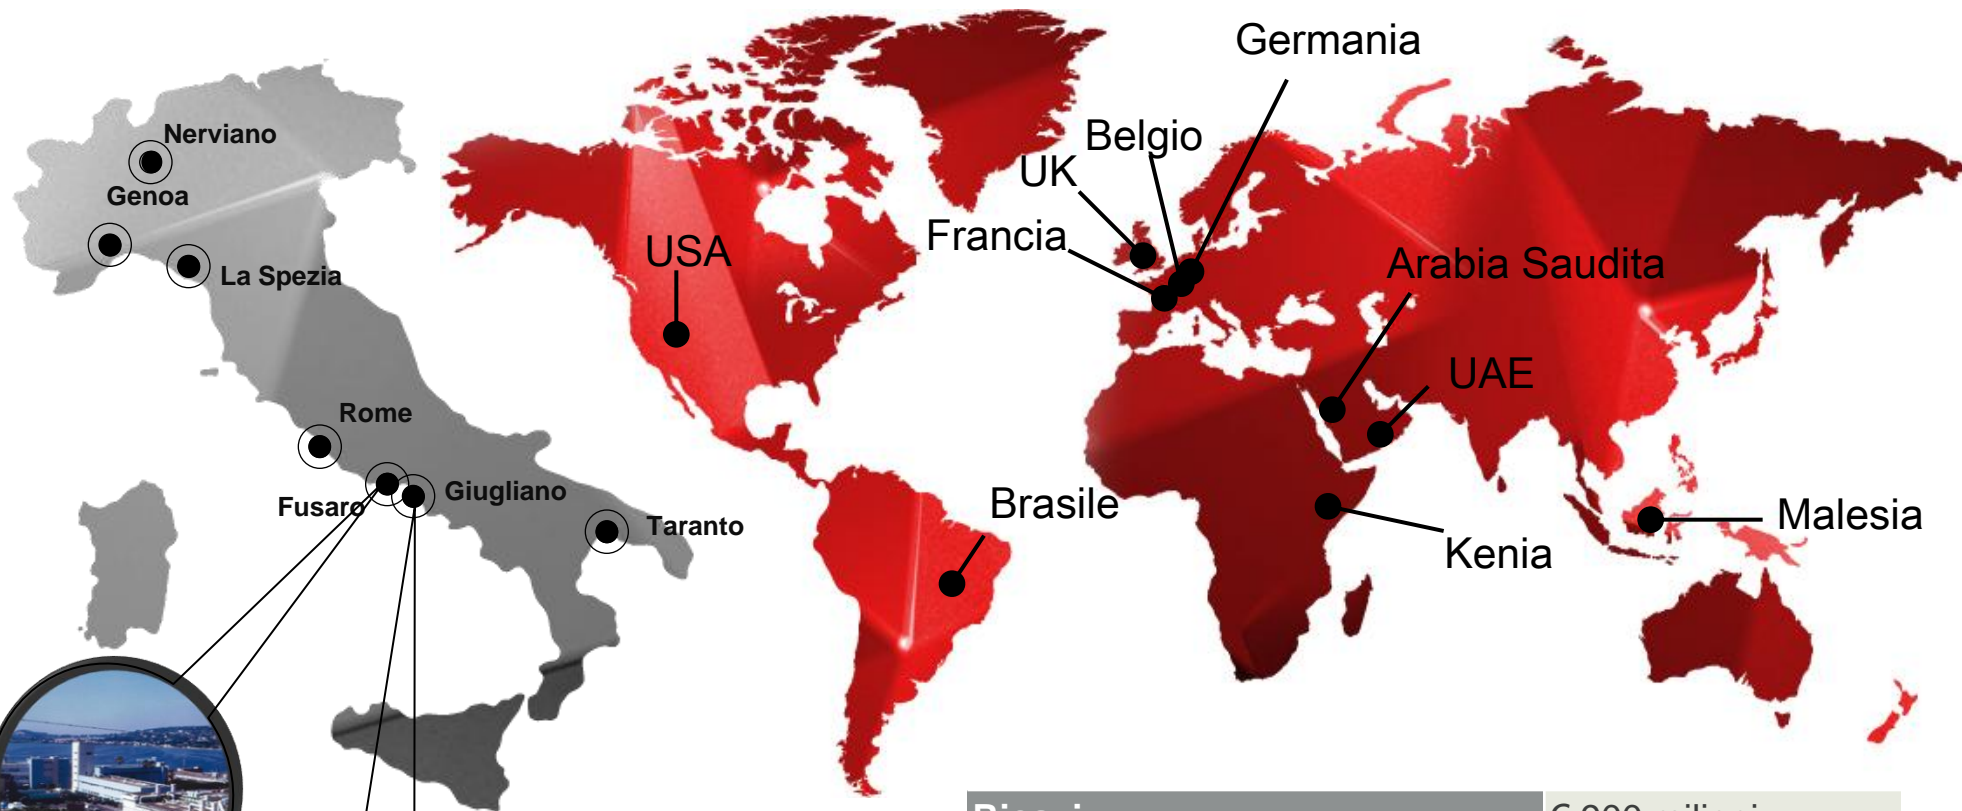 Germania
Nerviano
Belgio
UK
Genoa
Francia
USA
Arabia Saudita
La Spezia
UAE
Rome
Giugliano
Fusaro
Brasile
Taranto
Malesia
Kenia